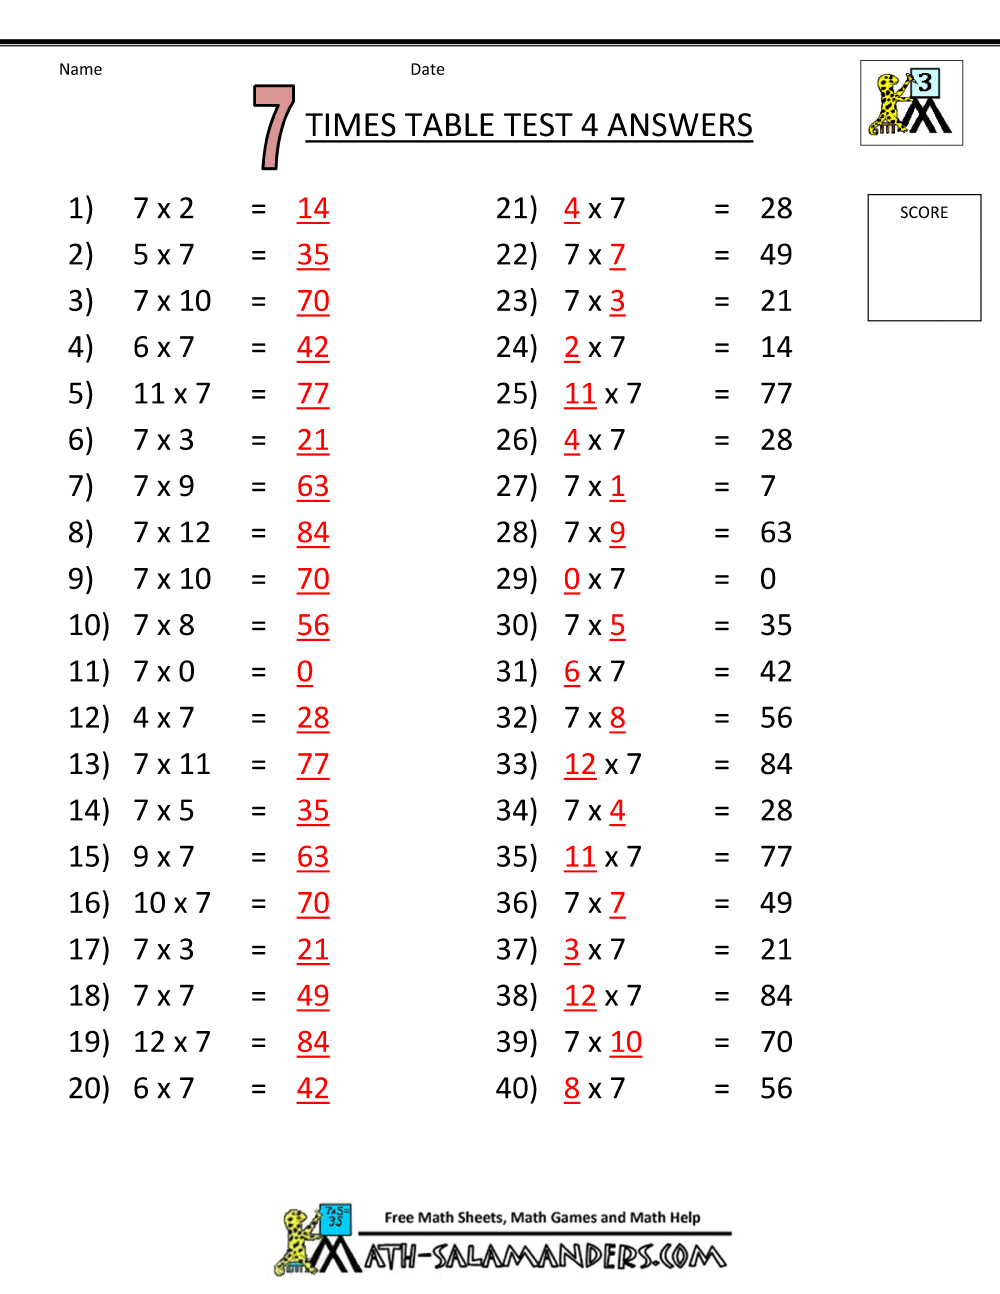 Name Date
3
7 TIMES TABLE TEST 4 ANSWERS
SCORE
1) 7 x 2 = 14
2) 5 x 7 = 35
3) 7 x 10 = 70
4) 6 x 7 = 42
5) 11 x 7 = 77
6) 7 x 3 = 21
7) 7 x 9 = 63
8) 7 x 12 = 84
9) 7 x 10 = 70
10) 7 x 8 = 56
11) 7 x 0 = 0
12) 4 x 7 = 28
13) 7 x 11 = 77
14) 7 x 5 = 35
15) 9 x 7 = 63
16) 10 x 7 = 70
17) 7 x 3 = 21
18) 7 x 7 = 49
19) 12 x 7 = 84
20) 6 x 7 = 42
21) 4 x 7 = 28
22) 7 x 7 = 49
23) 7 x 3 = 21
24) 2 x 7 = 14
25) 11 x 7 = 77
26) 4 x 7 = 28
27) 7 x 1 = 7
28) 7 x 9 = 63
29) 0 x 7 = 0
30) 7 x 5 = 35
31) 6 x 7 = 42
32) 7 x 8 = 56
33) 12 x 7 = 84
34) 7 x 4 = 28
35) 11 x 7 = 77
36) 7 x 7 = 49
37) 3 x 7 = 21
38) 12 x 7 = 84
39) 7 x 10 = 70
40) 8 x 7 = 56
7x5=
35
Free Math Sheets, Math Games and Math Help
MATH-SALAMANDERS.COM